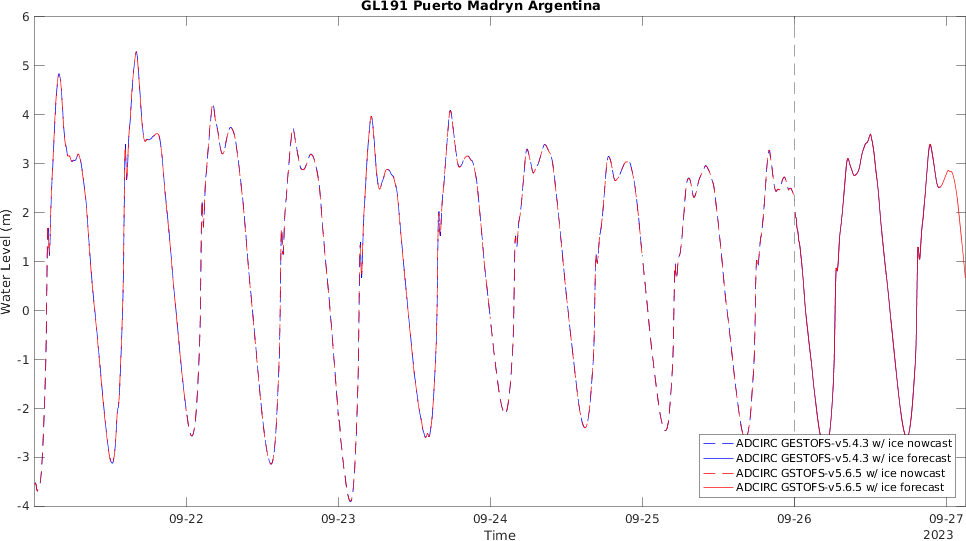 GL191 Puerto Madryn Argentina
6
5
4
3
2
1
0
-1
-2
-3
-4
Water Level (m)
ADCIRC GESTOFS-v5.4.3 w/ ice nowcast
ADCIRC GESTOFS-v5.4.3 w/ ice forecast
ADCIRC GSTOFS-v5.6.5 w/ ice nowcast
ADCIRC GSTOFS-v5.6.5 w/ ice forecast
09-22 09-23 09-24 09-25 09-26 09-27
Time 2023